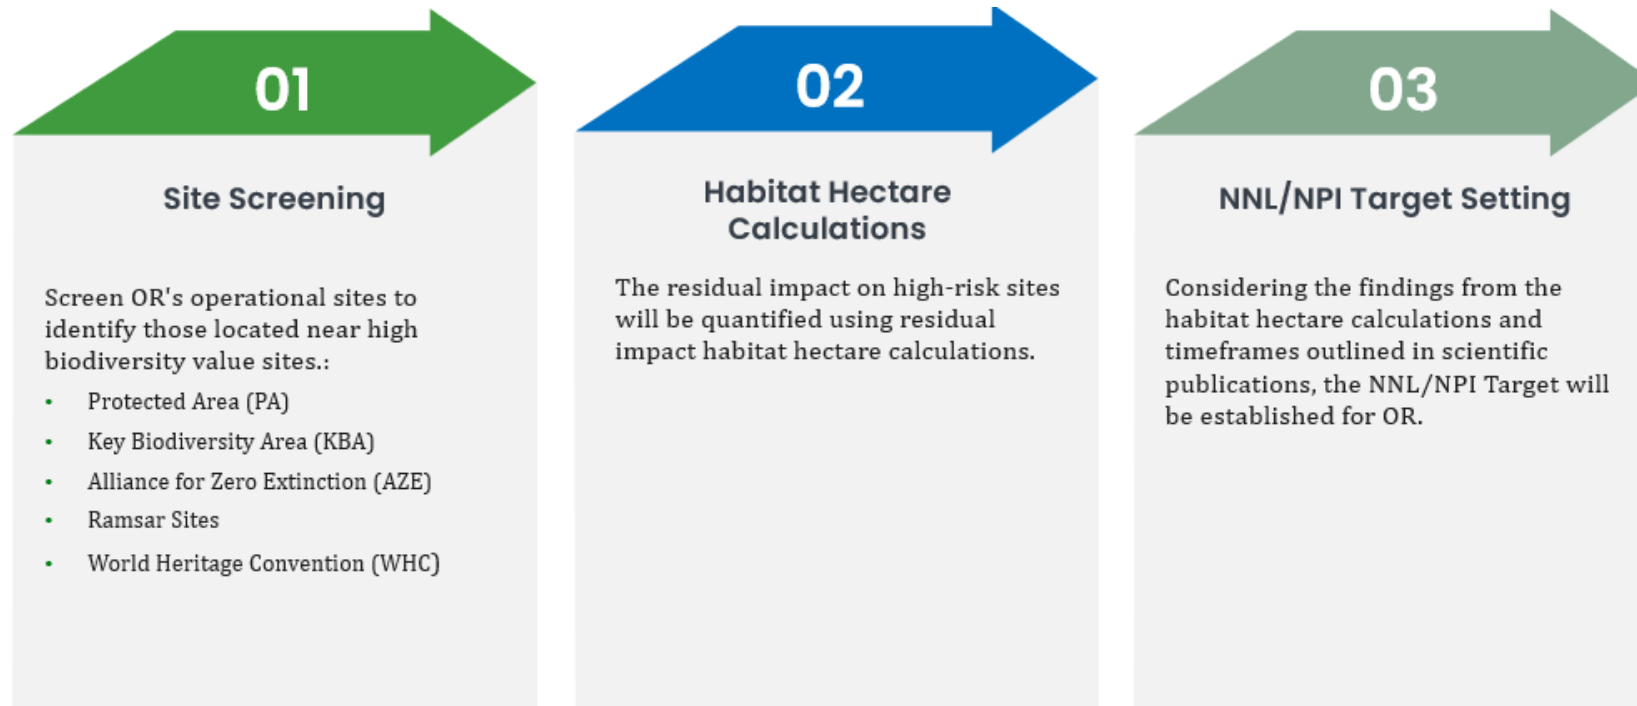 01
Site Screening
Screen OR's operational sites to
identify those located near high
biodiversity value sites.:
• Protected Area (PA)
• Key Biodiversity Area (KBA)
• Alliance for Zero Extinction (AZE)
• Ramsar Sites
• World Heritage Convention (WHC)
02
Habitat Hectare
Calculations
The residual impact on high-risk sites
will be quantified using residual
impact habitat hectare calculations.
03
NNL/NPI Target Setting
Considering the findings from the
habitat hectare calculations and
timeframes outlined in scientific
publications, the NNL/NPI Target will
be established for OR.